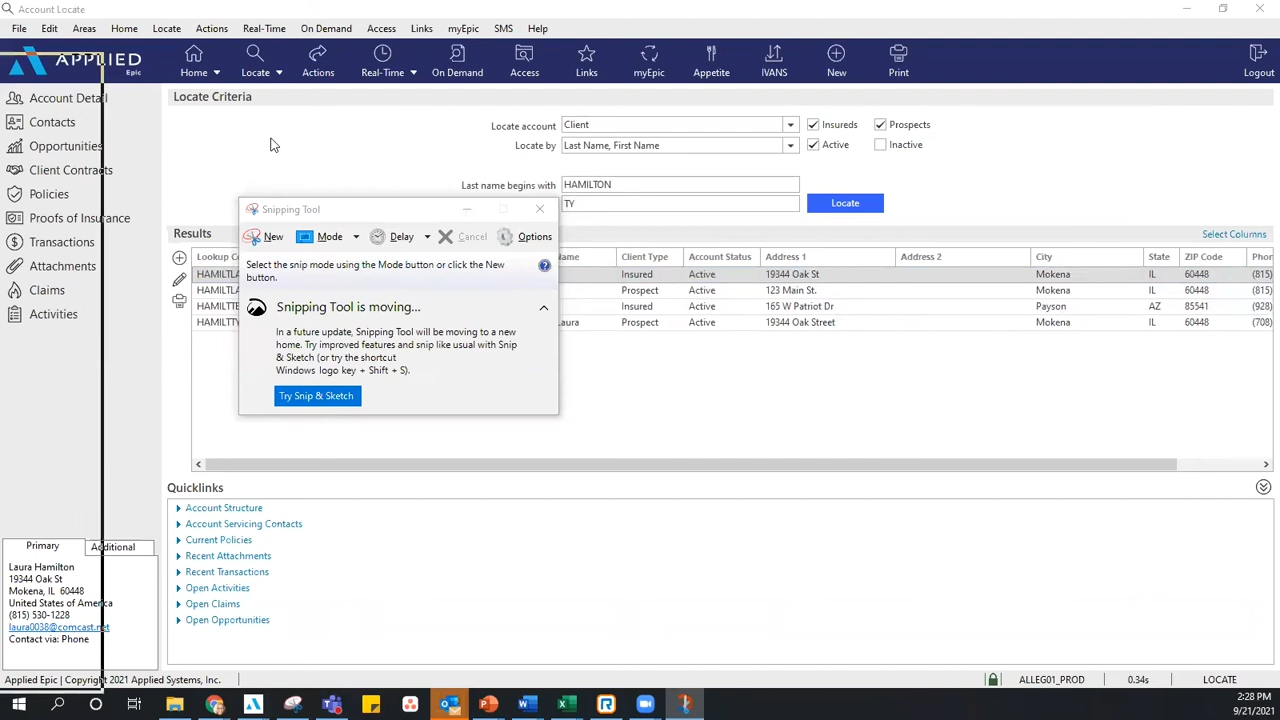 Account Locate
File Edit Areas Home Locate Actions Real-Time On Demand Access Links myEpic SMS Help
APPLIED
Epic
Home Locate Actions Real-Time On Demand Access Links myEpic Appetite IVANS New Print Logout
Account Detail
Contacts
Opportunities
Client Contracts
Policies
Proofs of Insurance
Transactions
Attachments
Claims
Activities
Locate Criteria
Locate account Client Insureds Prospects
Locate by Last Name, First Name Active Inactive
Last name begins with HAMILTON
TY Locate
Results Select Columns
Lookup Co ame Client Type Account Status Address 1 Address 2 City State ZIP Code Phon
HAMILTLA Insured Active 19344 Oak St Mokena IL 60448 (815)
HAMILTLA Prospect Active 123 Main St. Mokena IL 60448 (815)
HAMILTTE Insured Active 165 W Patriot Dr Payson AZ 85541 (928)
HAMILTTY Laura Prospect Active 19344 Oak Street Mokena IL 60448 (708)
Snipping Tool
New Mode Delay Cancel Options
Select the snip mode using the Mode button or click the New
button.
Snipping Tool is moving...
In a future update, Snipping Tool will be moving to a new
home. Try improved features and snip like usual with Snip
& Sketch (or try the shortcut
Windows logo key + Shift + S).
Try Snip & Sketch
Quicklinks
Account Structure
Account Servicing Contacts
Current Policies
Recent Attachments
Recent Transactions
Open Activities
Open Claims
Open Opportunities
Primary Additional
Laura Hamilton
19344 Oak St
Mokena, IL 60448
United States of America
(815) 530-1228
laura0038@comcast.net
Contact via: Phone
Applied Epic | Copyright 2021 Applied Systems, Inc. ALLEG01_PROD 0.34s LOCATE
2:28 PM
9/21/2021